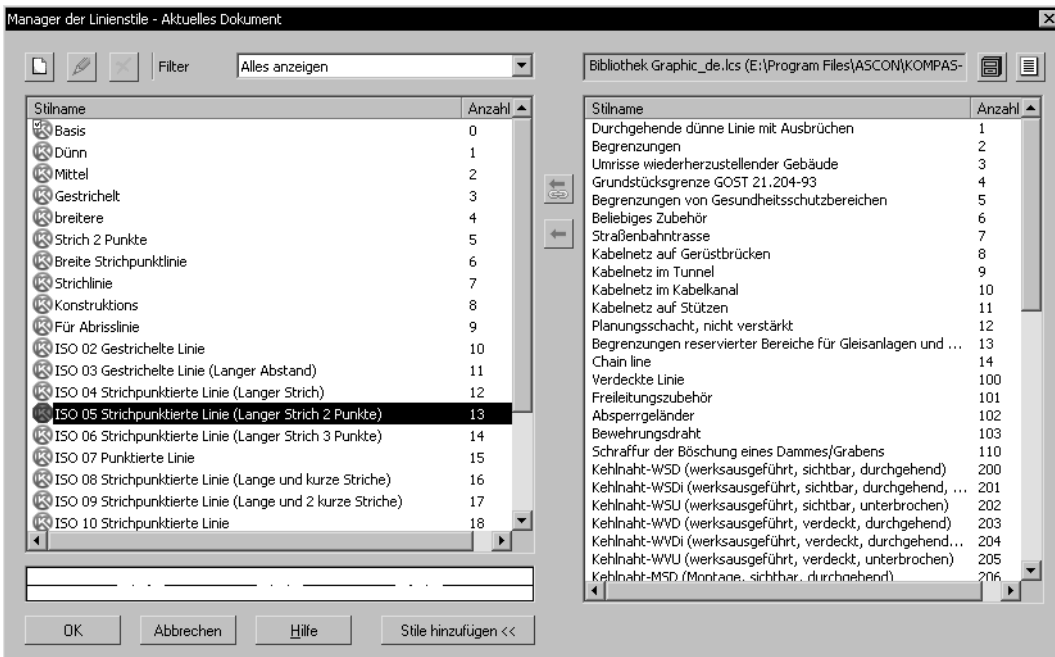 Manager der Linienstile - Aktuelles Dokument
Filter
Alles anzeigen
Stilname Anzahl
Basis 0
Dünn 1
Mittel 2
Gestrichelt 3
breitere 4
Strich 2 Punkte 5
Breite Strichpunktlinie 6
Strichlinie 7
Konstruktions 8
Für Abrisslinie 9
ISO 02 Gestrichelte Linie 10
ISO 03 Gestrichelte Linie (Langer Abstand) 11
ISO 04 Strichpunktierte Linie (Langer Strich) 12
ISO 05 Strichpunktierte Linie (Langer Strich 2 Punkte) 13
ISO 06 Strichpunktierte Linie (Langer Strich 3 Punkte) 14
ISO 07 Punktierte Linie 15
ISO 08 Strichpunktierte Linie (Lange und kurze Striche) 16
ISO 09 Strichpunktierte Linie (Lange und 2 kurze Striche) 17
ISO 10 Strichpunktierte Linie 18
Bibliothek Graphic_de.lcs (E:\Program Files\ASCON\KOMPAS-
Stilname Anzahl
Durchgehende dünne Linie mit Ausbrüchen 1
Begrenzungen 2
Umrisse wiederherzustellender Gebäude 3
Grundstücksgrenze GOST 21.204-93 4
Begrenzungen von Gesundheitsschutzbereichen 5
Beliebiges Zubehör 6
Straßenbahntrasse 7
Kabelnetz auf Gerüstbrücken 8
Kabelnetz im Tunnel 9
Kabelnetz im Kabelkanal 10
Kabelnetz auf Stützen 11
Planungsschacht, nicht verstärkt 12
Begrenzungen reservierter Bereiche für Gleisanlagen und ... 13
Chain line 14
Verdeckte Linie 100
Freileitungszubehör 101
Absperrgeländer 102
Bewehrungsdraht 103
Schraffur der Böschung eines Dammes/Grabens 110
Kehlnaht-WSD (werksausgeführt, sichtbar, durchgehend) 200
Kehlnaht-WSDi (werksausgeführt, sichtbar, durchgehend, ... 201
Kehlnaht-WSU (werksausgeführt, sichtbar, unterbrochen) 202
Kehlnaht-WVD (werksausgeführt, verdeckt, durchgehend) 203
Kehlnaht-WVDi (werksausgeführt, verdeckt, durchgehend... 204
Kehlnaht-WVU (werksausgeführt, verdeckt, unterbrochen) 205
Kehlnaht-MSD (Montage, sichtbar, durchgehend) 206
OK
Abbrechen
Hilfe
Stile hinzufügen <<